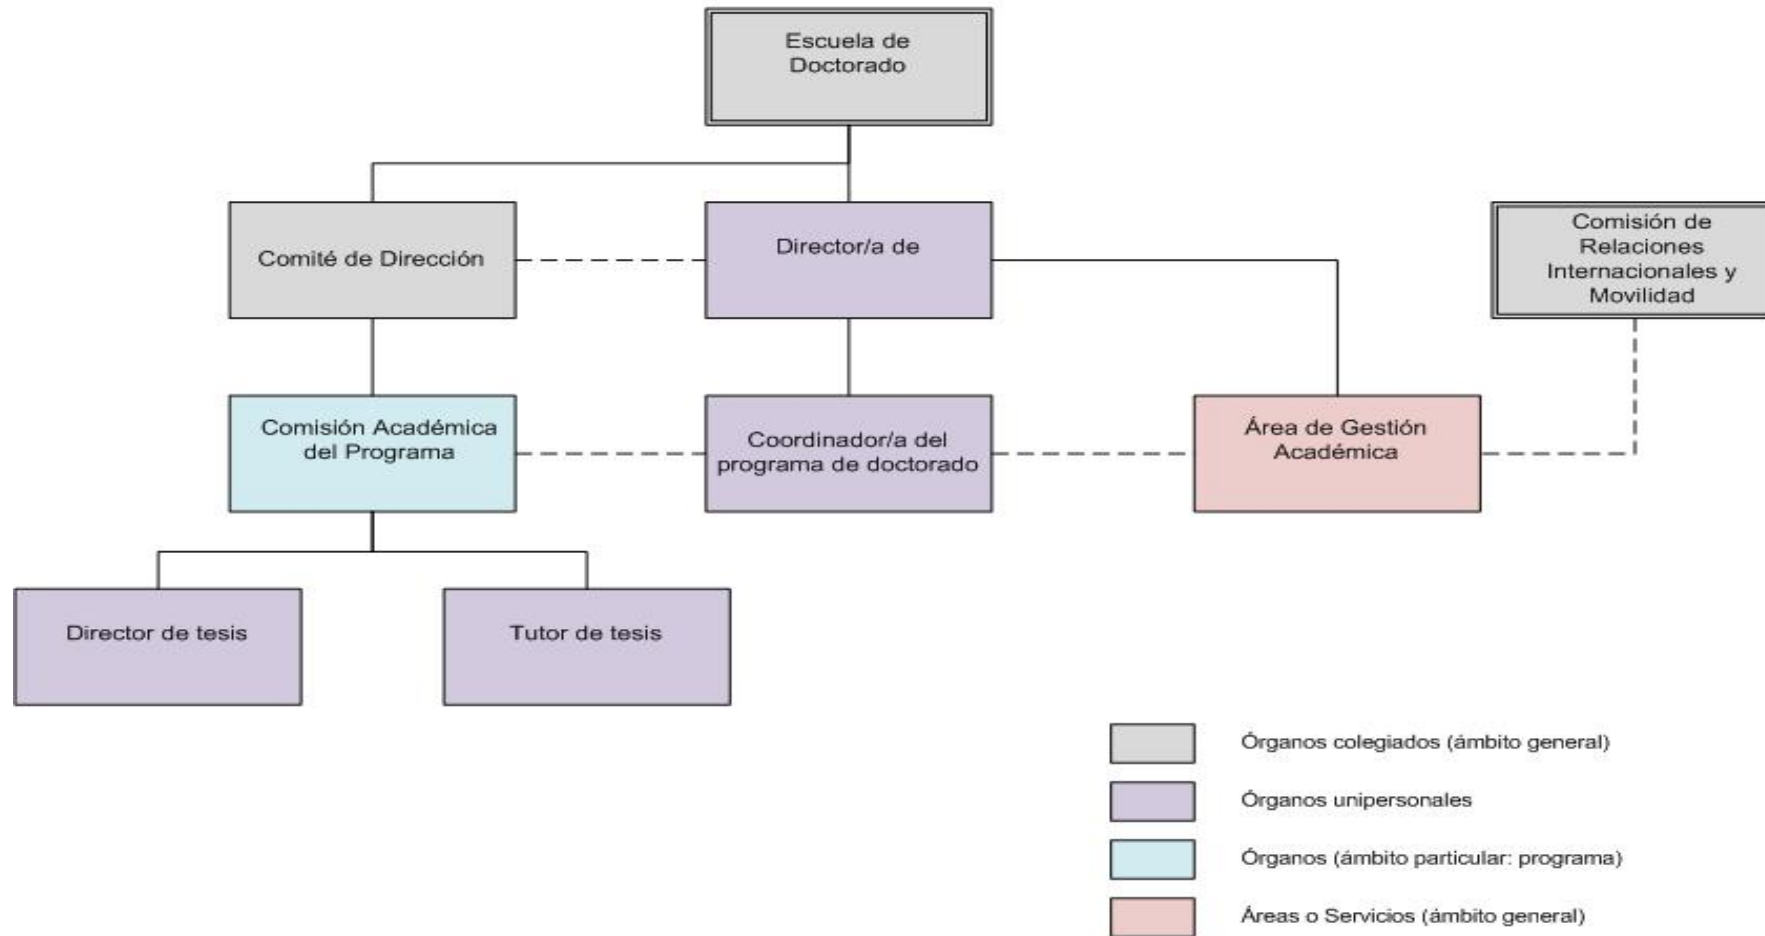 Escuela de
Doctorado
Comité de Dirección
Director/a de
Comisión de
Relaciones
Internacionales y
Movilidad
Comisión Académica
del Programa
Coordinador/a del
programa de doctorado
Área de Gestión
Académica
Director de tesis
Tutor de tesis
Órganos colegiados (ámbito general)
Órganos unipersonales
Órganos (ámbito particular: programa)
Áreas o Servicios (ámbito general)